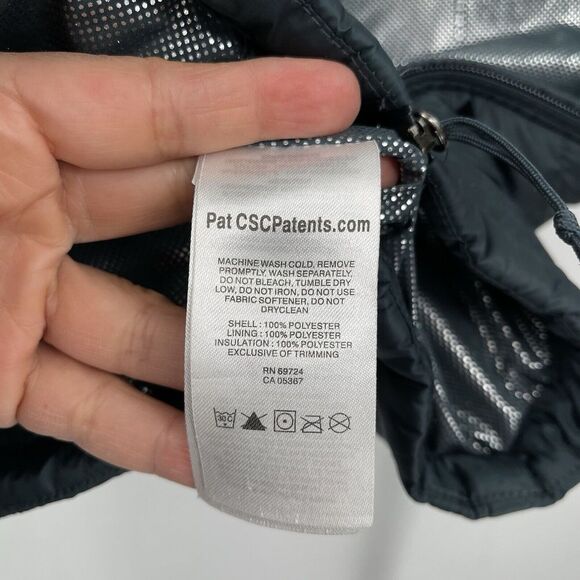 Pat CSCPatents.com
MACHINE WASH COLD, REMOVE
PROMPTLY, WASH SEPARATELY,
DO NOT BLEACH, TUMBLE DRY
LOW, DO NOT IRON, DO NOT USE
FABRIC SOFTENER, DO NOT
DRYCLEAN
SHELL : 100% POLYESTER
LINING : 100% POLYESTER
INSULATION : 100% POLYESTER
EXCLUSIVE OF TRIMMING
RN 69724
CA 05367
30 C